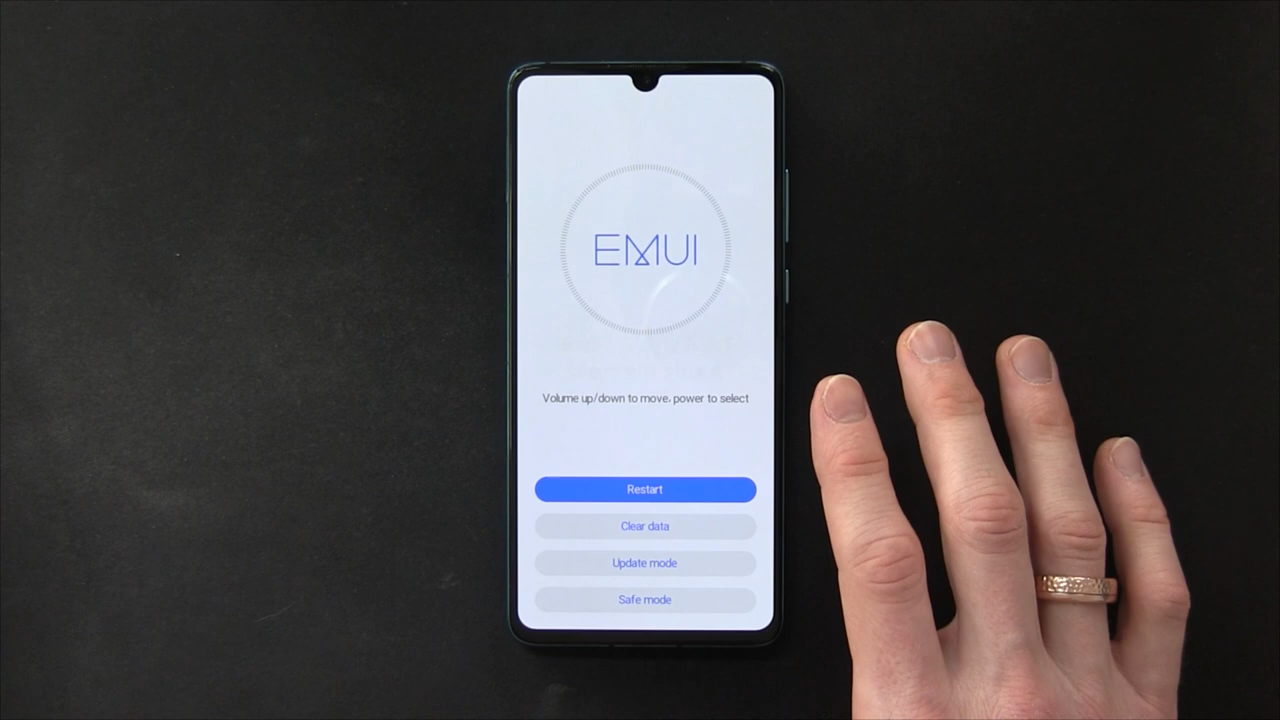 EMUI
Volume up/down to move, power to select
Restart
Clear data
Update mode
Safe mode